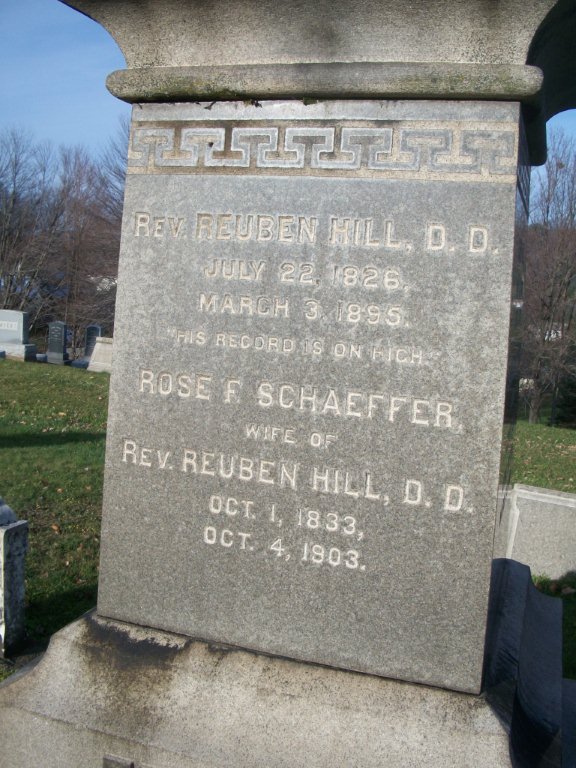 REV. REUBEN HILL, D. D.
JULY 22, 1826.
MARCH 3, 1895.
"HIS RECORD IS ON HIGH."
ROSE F. SCHAEFFER,
WIFE OF
REV. REUBEN HILL, D. D.
OCT. 1, 1833,
OCT. 4, 1903.